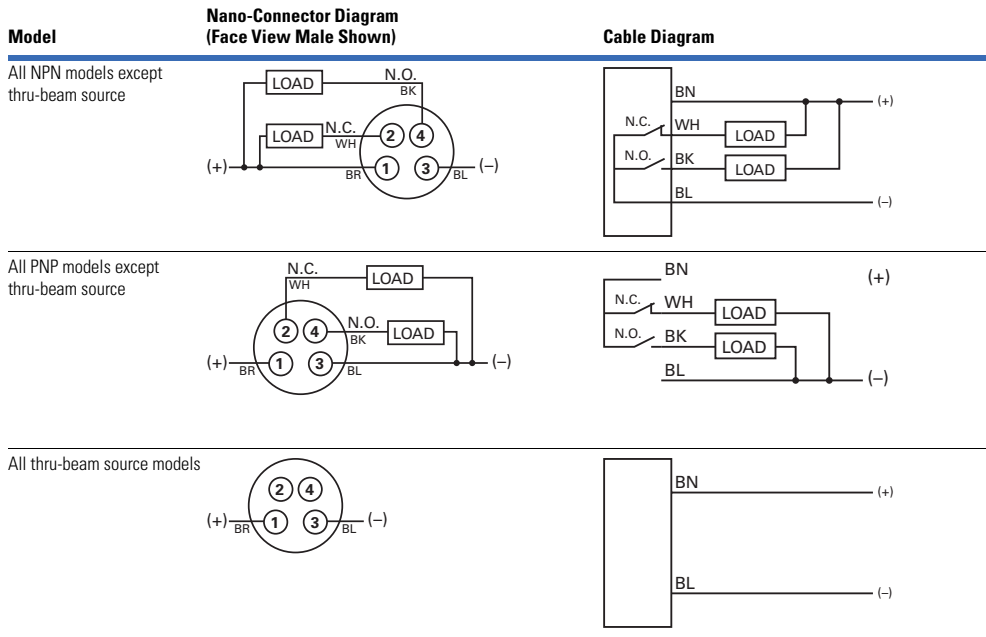 Model
Nano-Connector Diagram
(Face View Male Shown)
Cable Diagram
All NPN models except
thru-beam source
LOAD
N.O.
BK
LOAD
N.C.
WH
2 4
(+)
BR
1 3
BL
(–)
BN
(+)
N.C.
WH
LOAD
N.O.
BK
LOAD
BL
(–)
All PNP models except
thru-beam source
N.C.
WH
LOAD
2 4
N.O.
BK
LOAD
(+)
BR
1 3
BL
(–)
BN
(+)
N.C.
WH
LOAD
N.O.
BK
LOAD
BL
(–)
All thru-beam source models
2 4
(+)
BR
1 3
BL
(–)
BN
(+)
BL
(–)